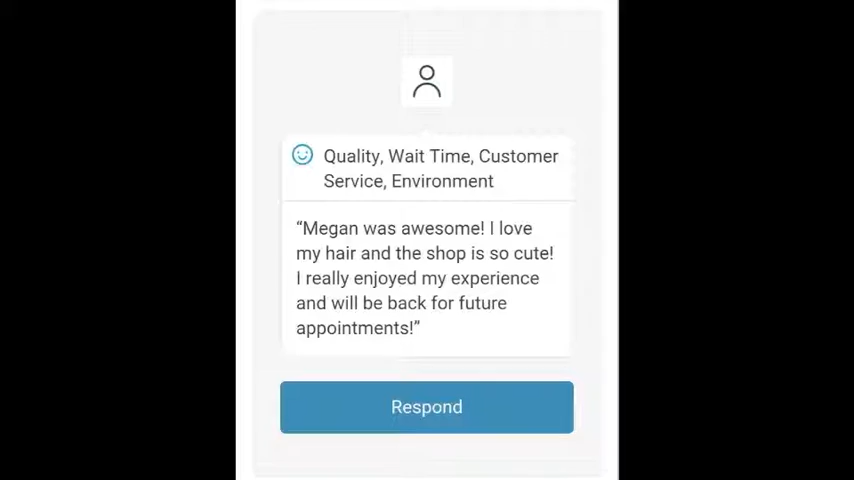 Quality, Wait Time, Customer
Service, Environment
“Megan was awesome! I love
my hair and the shop is so cute!
I really enjoyed my experience
and will be back for future
appointments!”
Respond